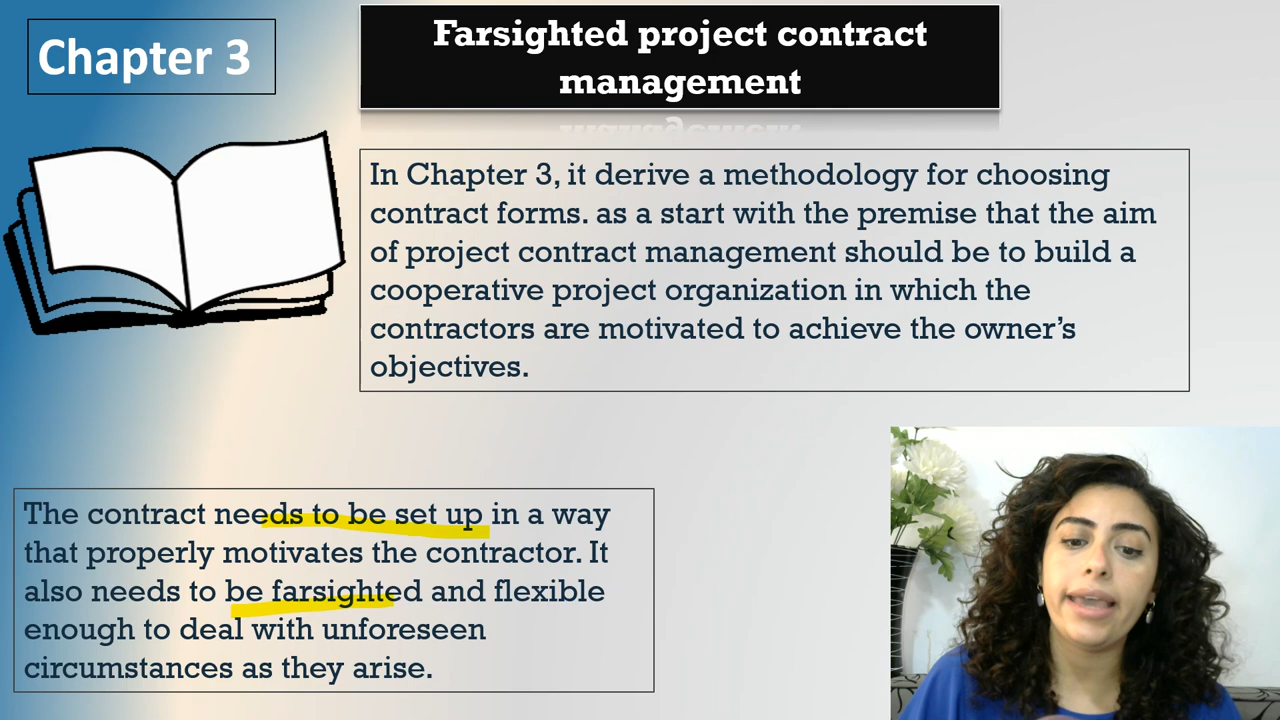 Chapter 3
Farsighted project contract
management
In Chapter 3, it derive a methodology for choosing
contract forms. as a start with the premise that the aim
of project contract management should be to build a
cooperative project organization in which the
contractors are motivated to achieve the owner’s
objectives.
The contract needs to be set up in a way
that properly motivates the contractor. It
also needs to be farsighted and flexible
enough to deal with unforeseen
circumstances as they arise.